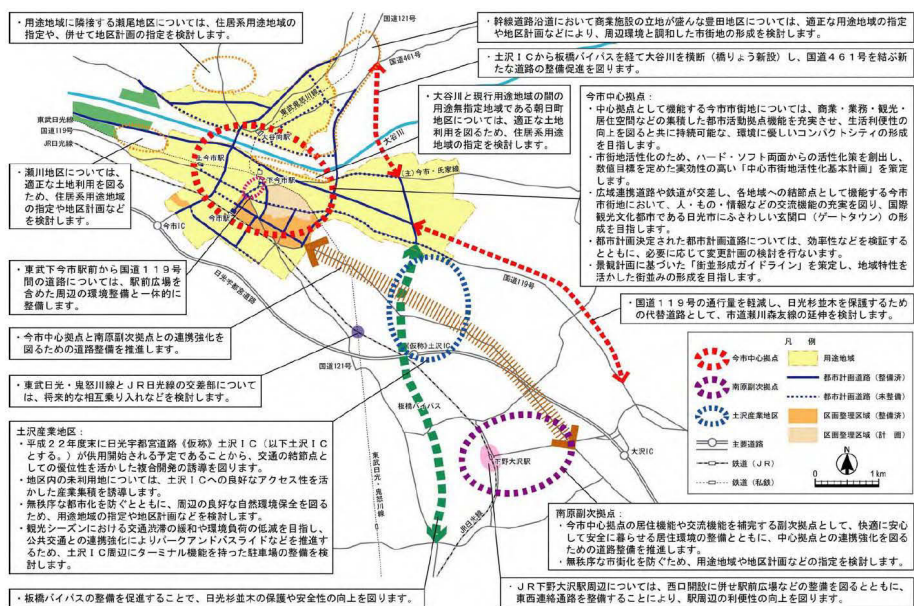 ・用途地域に隣接する瀬尾地区については、住居系用途地域の
指定や、併せて地区計画の指定を検討します。
・幹線道路沿道において商業施設の立地が盛んな豊田地区については、適正な用途地域の指定
や地区計画などにより、周辺環境と調和した市街地の形成を検討します。
・土沢ICから板橋バイパスを経て大谷川を横断（橋りょう新設）し、国道461号を結ぶ新
たな道路の整備促進を図ります。
・大谷川と現行用途地域の間の
用途無指定地域である朝日町
地区については、適正な土地
利用を図るため、住居系用途
地域の指定を検討します。
今市中心拠点：
・中心拠点として機能する今市市街地については、商業・業務・観光・
居住空間などの集積した都市活動拠点機能を充実させ、生活利便性
の向上を図ると共に持続可能な、環境に優しいコンパクトシティの形成
を目指します。
・市街地活性化のため、ハード・ソフト両面からの活性化策を創出し、
数値目標を定めた実効性の高い「中心市街地活性化基本計画」を策
定します。
・広域連携道路や鉄道が交差し、各地域への結節点として機能する今市
市街地において、人・もの・情報などの交流機能の充実を図り、国際
観光文化都市である日光市にふさわしい玄関口（ゲートタウン）の形
成を目指します。
・都市計画決定された都市計画道路については、効率性などを検証する
とともに、必要に応じて変更計画の検討を行ないます。
・景観計画に基づいた「街並形成ガイドライン」を策定し、地域特性を
活かした街並みの形成を目指します。
・瀬川地区については、
適正な土地利用を図る
ため、住居系用途地域
の指定や地区計画など
を検討します。
・東武下今市駅前から国道119号
間の道路については、駅前広場
を含めた周辺の環境整備と一体的に
整備します。
・今市中心拠点と南原副次拠点との連携強化を
図るための道路整備を推進します。
・東武日光・鬼怒川線とJR日光線の交差部について
は、将来的な相互乗り入れなどを検討します。
・国道119号の通行量を軽減し、日光杉並木を保護するため
の代替道路として、市道瀬川森友線の延伸を検討します。
土沢産業地区：
・平成22年度末に日光宇都宮道路（仮称）土沢IC（以下土沢IC
とする。）が供用開始される予定であることから、交通の結節点と
しての優位性を活かした複合開発の誘導を図ります。
・地区内の未利用地については、土沢ICへの良好なアクセス性を活
かした産業集積を誘導します。
・無秩序な都市化を防ぐとともに、周辺の良好な自然環境保全を図る
ため、用途地域の指定や地区計画などを検討します。
・観光シーズンにおける交通渋滞の緩和や環境負荷の低減を目指し、
公共交通との連携強化によりパークアンドバスライドなどを推進す
るため、土沢IC周辺にターミナル機能を持った駐車場の整備を検
討します。
・板橋バイパスの整備を促進することで、日光杉並木の保護や安全性の向上を図ります。
南原副次拠点：
・今市中心拠点の居住機能や交流機能を補完する副次拠点として、快適に安心
して安全に暮らせる居住環境の整備とともに、中心拠点との連携強化を図る
ための道路整備を推進します。
・無秩序な市街化を防ぐため、用途地域や地区計画などの指定を検討します。
・JR下野大沢駅周辺については、西口開設に併せ駅前広場などの整備を図るとともに、
東西連絡通路を整備することにより、駅周辺の利便性の向上を図ります。
凡 例
今市中心拠点
南原副次拠点
土沢産業地区
主要道路
鉄道（JR）
鉄道（私鉄）
用途地域
都市計画道路（整備済）
都市計画道路（未整備）
区画整理区域（整備済）
区画整理区域（計 画）
N
0
1km
国道121号
国道461号
東武鬼怒川線
大谷向駅
大谷川
東武日光線
国道119号
JR日光線
上今市駅
下今市駅
今市駅
（主）今市・氏家線
今市IC
日光宇都宮道路
国道119号
（仮称）土沢IC
国道121号
板橋バイパス
東武日光・鬼怒川線
下野大沢駅
JR日光線
大沢IC